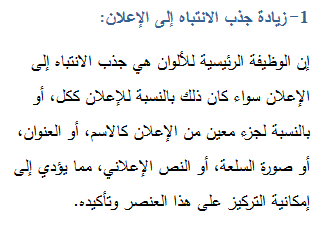 1- زيادة جذب الانتباه إلى الإعلان:
إن الوظيفة الرئيسية للألوان هي جذب الانتباه إلى
الإعلان سواء كان ذلك بالنسبة للإعلان ككل، أو
بالنسبة لجزء معين من الإعلان كالاسم، أو العنوان،
أو صورة السلعة، أو النص الإعلاني، مما يؤدي إلى
إمكانية التركيز على هذا العنصر وتأكيده.